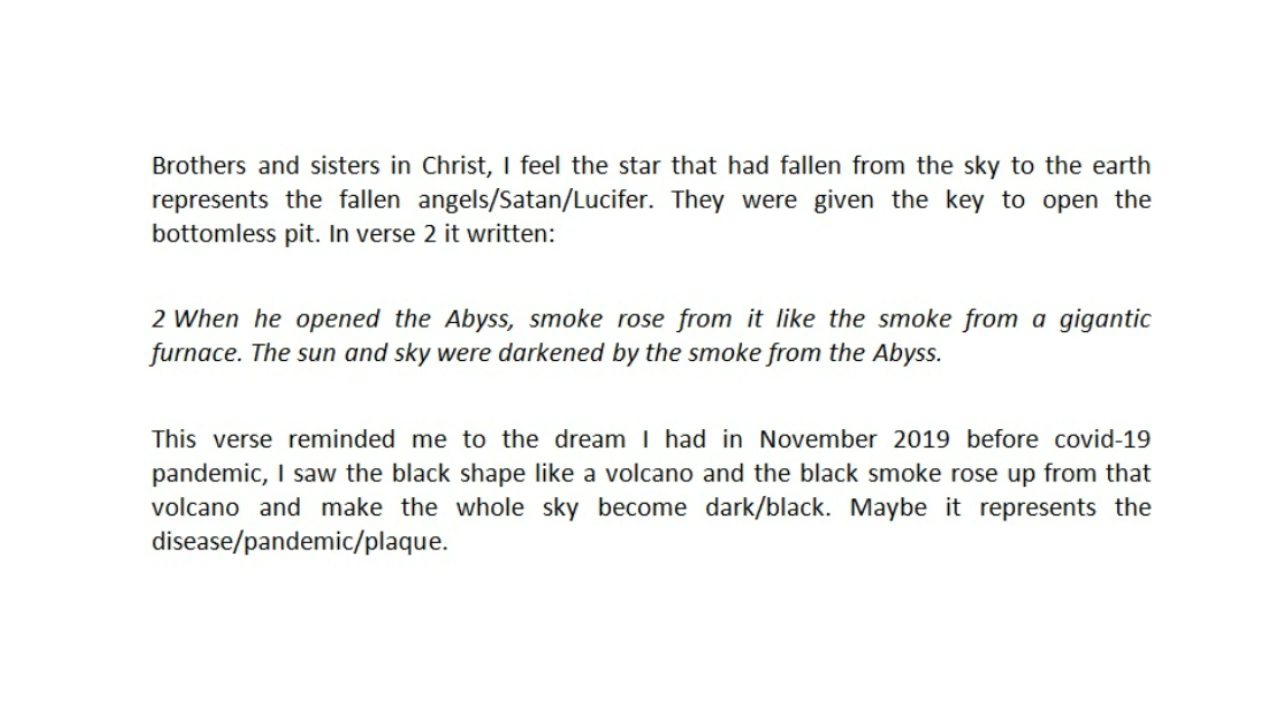 Brothers and sisters in Christ, I feel the star that had fallen from the sky to the earth
represents the fallen angels/Satan/Lucifer. They were given the key to open the
bottomless pit. In verse 2 it written:
2 When he opened the Abyss, smoke rose from it like the smoke from a gigantic
furnace. The sun and sky were darkened by the smoke from the Abyss.
This verse reminded me to the dream I had in November 2019 before covid-19
pandemic, I saw the black shape like a volcano and the black smoke rose up from that
volcano and make the whole sky become dark/black. Maybe it represents the
disease/pandemic/plaque.